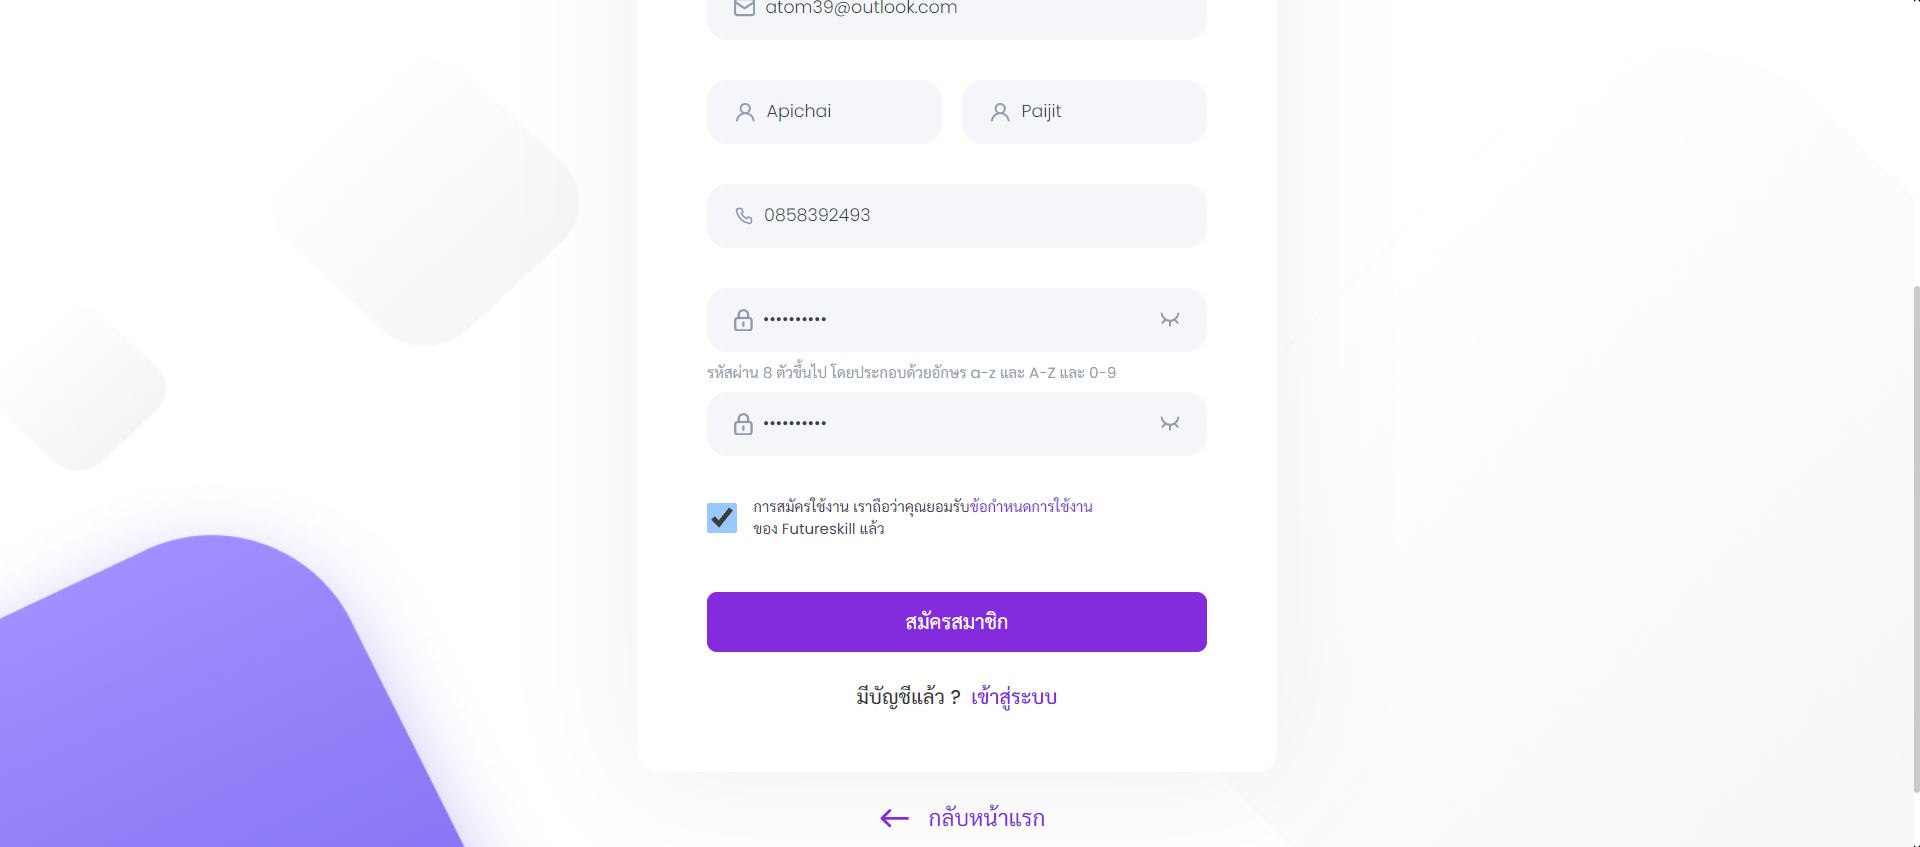 atom39@outlook.com
Apichai
Paijit
0858392493
••••••••••
รหัสผ่าน 8 ตัวขึ้นไป โดยประกอบด้วยอักษร a-z และ A-Z และ 0-9
••••••••••
การสมัครใช้งาน เราถือว่าคุณยอมรับข้อกำหนดการใช้งาน
ของ Futureskill แล้ว
สมัครสมาชิก
มีบัญชีแล้ว ? เข้าสู่ระบบ
กลับหน้าแรก